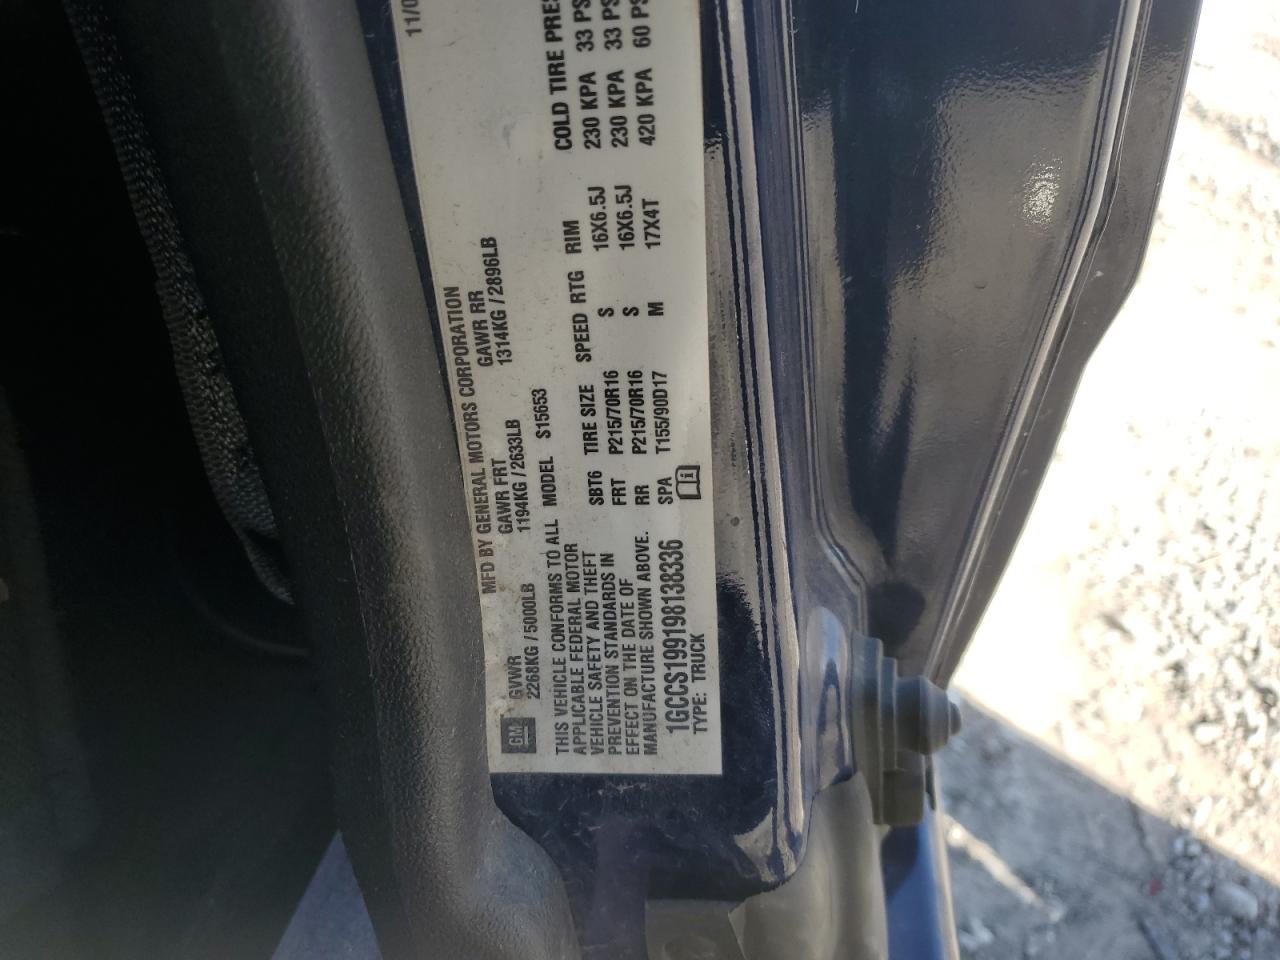 11/0
MFD BY GENERAL MOTORS CORPORATION
GM
GVWR GAWR FRT GAWR RR
2268KG / 5000LB 1194KG / 2633LB 1314KG / 2896LB
THIS VEHICLE CONFORMS TO ALL
APPLICABLE FEDERAL MOTOR
VEHICLE SAFETY AND THEFT
PREVENTION STANDARDS IN
EFFECT ON THE DATE OF
MANUFACTURE SHOWN ABOVE.
1GCCS199198138336
TYPE: TRUCK
MODEL S15653
SBT6 TIRE SIZE SPEED RTG RIM COLD TIRE PRES
FRT P215/70R16 S 16X6.5J 230 KPA 33 PS
RR P215/70R16 S 16X6.5J 230 KPA 33 PS
SPA T155/90D17 M 17X4T 420 KPA 60 PS